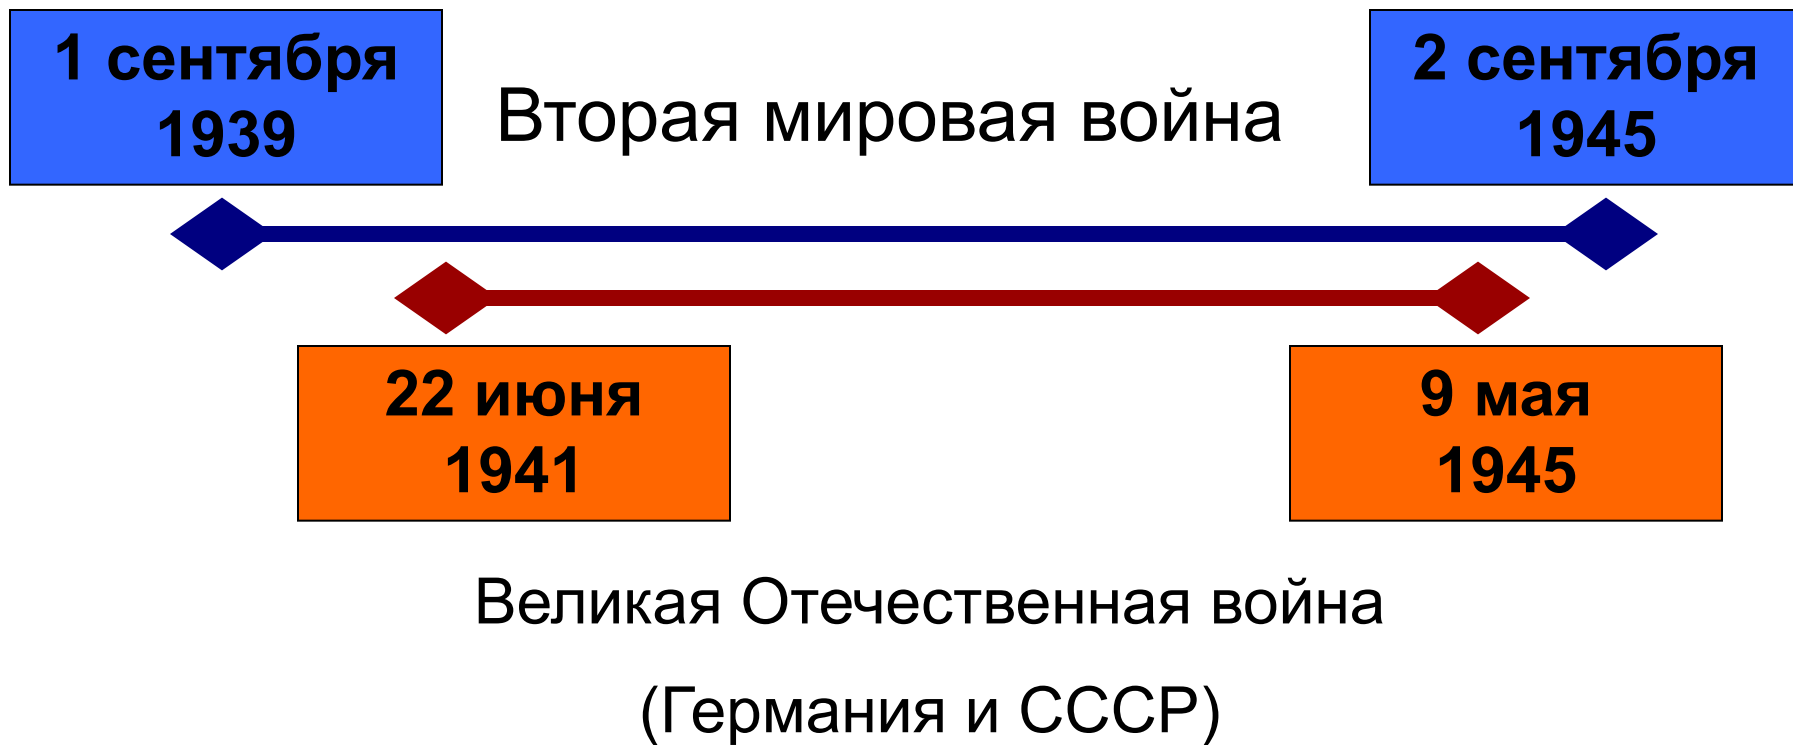 1 сентября
1939
Вторая мировая война
2 сентября
1945
22 июня
1941
9 мая
1945
Великая Отечественная война
(Германия и СССР)